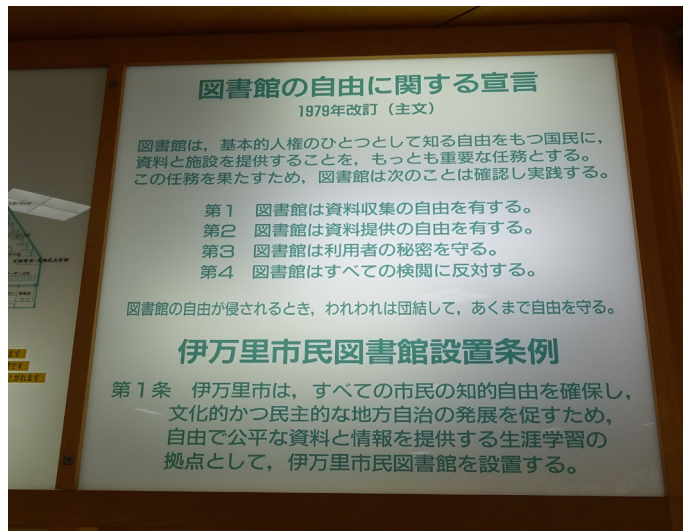 図書館の自由に関する宣言
1979年改訂（主文）
図書館は，基本的人権のひとつとして知る自由をもつ国民に，
資料と施設を提供することを，もっとも重要な任務とする。
この任務を果たすため，図書館は次のことは確認し実践する。
第1　図書館は資料収集の自由を有する。
第2　図書館は資料提供の自由を有する。
第3　図書館は利用者の秘密を守る。
第4　図書館はすべての検閲に反対する。
図書館の自由が侵されるとき，われわれは団結して，あくまで自由を守る。
伊万里市民図書館設置条例
第1条　伊万里市は，すべての市民の知的自由を確保し，
文化的かつ民主的な地方自治の発展を促すため，
自由で公平な資料と情報を提供する生涯学習の
拠点として，伊万里市民図書館を設置する。